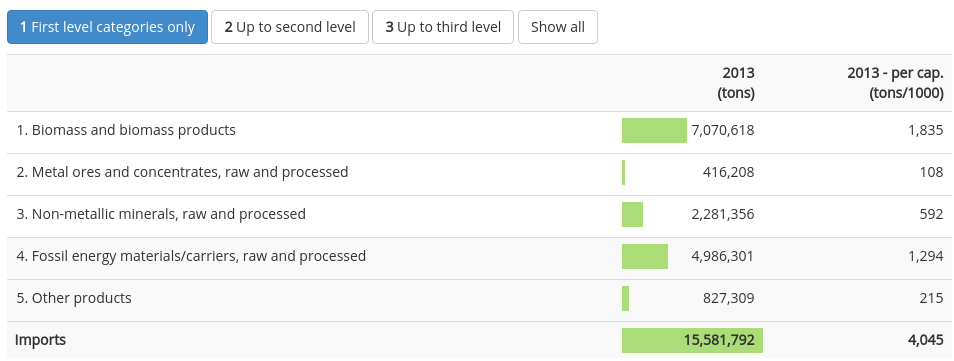 1 First level categories only 2 Up to second level 3 Up to third level Show all
2013 2013 - per cap.
(tons) (tons/1000)
1. Biomass and biomass products 7,070,618 1,835
2. Metal ores and concentrates, raw and processed 416,208 108
3. Non-metallic minerals, raw and processed 2,281,356 592
4. Fossil energy materials/carriers, raw and processed 4,986,301 1,294
5. Other products 827,309 215
Imports 15,581,792 4,045